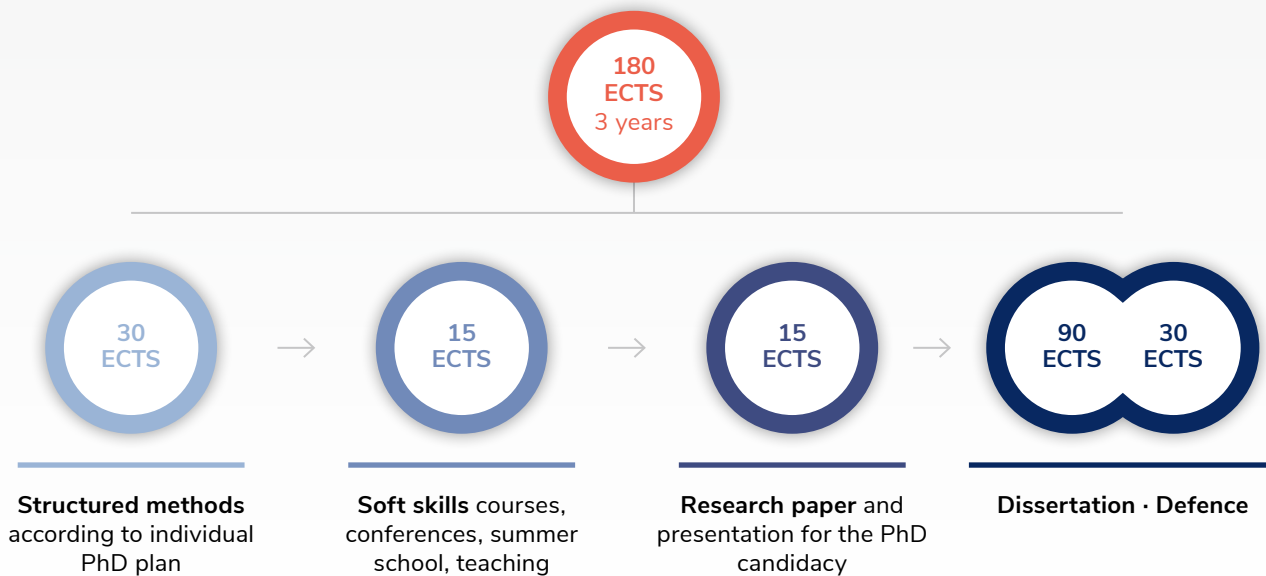 180
ECTS
3 years
30
ECTS
15
ECTS
15
ECTS
90
ECTS
30
ECTS
Structured methods
according to individual
PhD plan
Soft skills courses,
conferences, summer
school, teaching
Research paper and
presentation for the PhD
candidacy
Dissertation · Defence